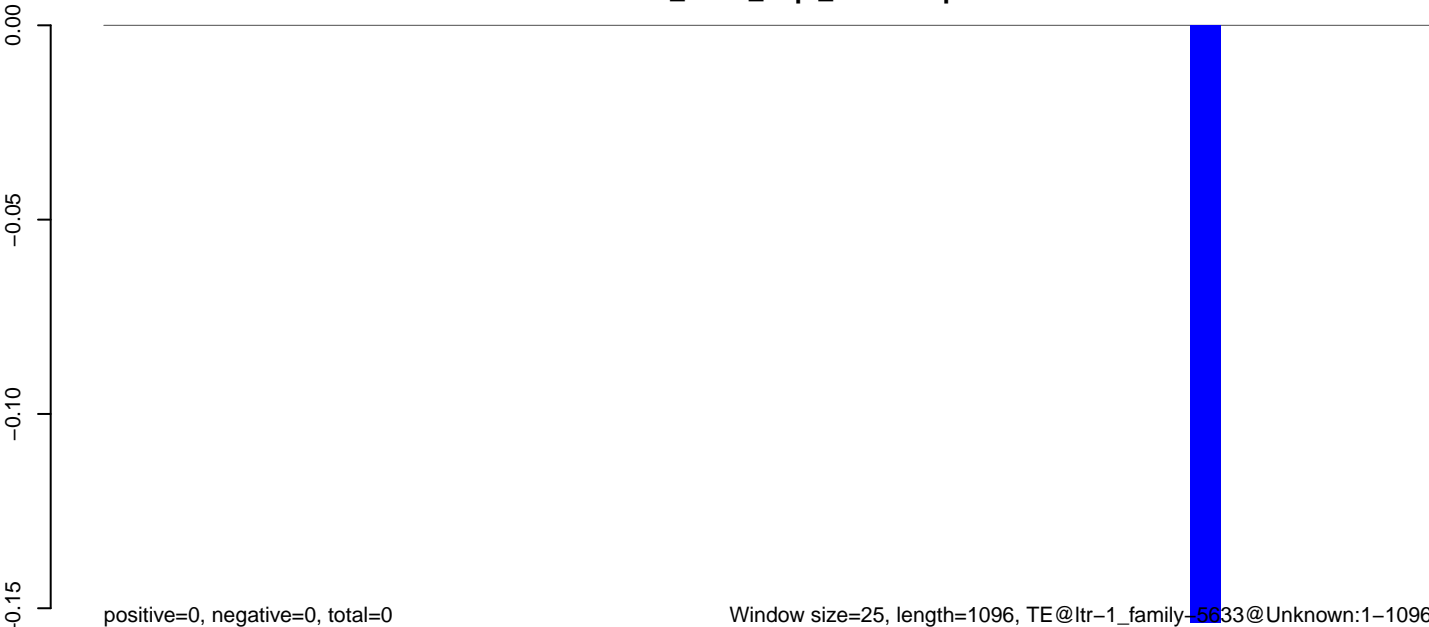 0.00
−0.05
−0.10
−0.15
positive=0, negative=0, total=0
Window size=25, length=1096, TE@ltr−1_family−5633@Unknown:1−1096